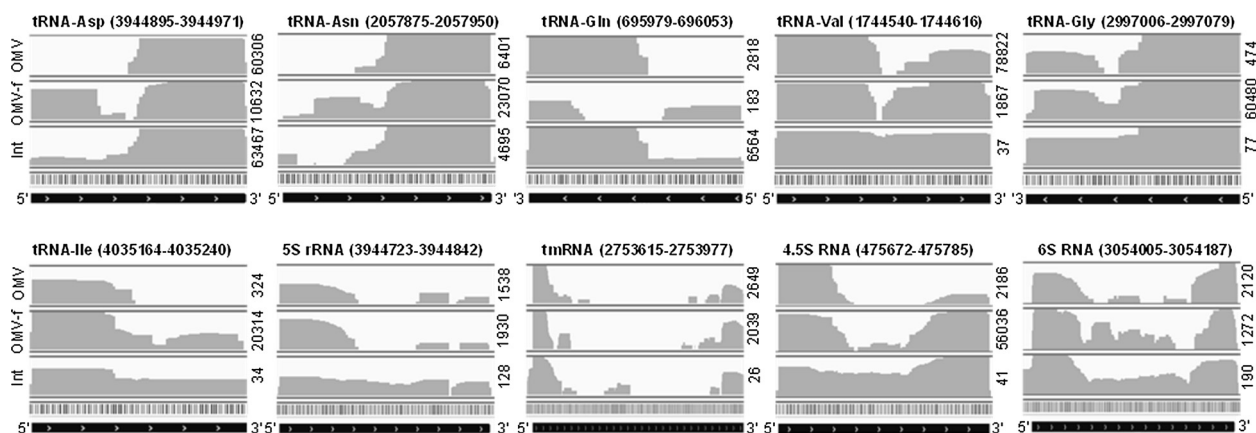 tRNA-Asp (3944895-3944971) tRNA-Asn (2057875-2057950) tRNA-Gln (695979-696053) tRNA-Val (1744540-1744616) tRNA-Gly (2997006-2997079)
OMV 60306 6401 2818 78822 474
OMV-f 10632 23070 183 1867 60480
Int 63467 4695 6564 37 77
5' 3' 5' 3' '3 5' 5' 3' '3 5'
tRNA-Ile (4035164-4035240) 5S rRNA (3944723-3944842) tmRNA (2753615-2753977) 4.5S RNA (475672-475785) 6S RNA (3054005-3054187)
OMV 324 1538 2649 2186 2120
OMV-f 20314 1930 2039 56036 1272
Int 34 128 26 41 190
5' 3' 5' 3' 5' 3' 5' 3' 5' 3'